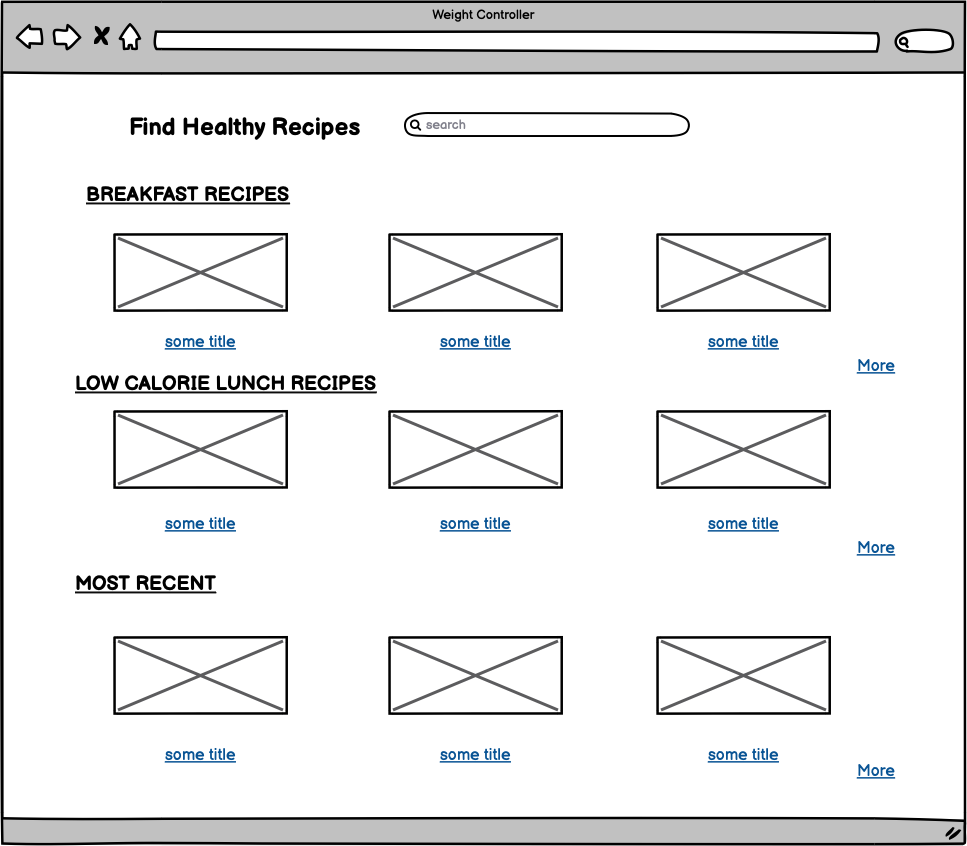 Weight Controller
Find Healthy Recipes
search
BREAKFAST RECIPES
some title some title some title
More
LOW CALORIE LUNCH RECIPES
some title some title some title
More
MOST RECENT
some title some title some title
More